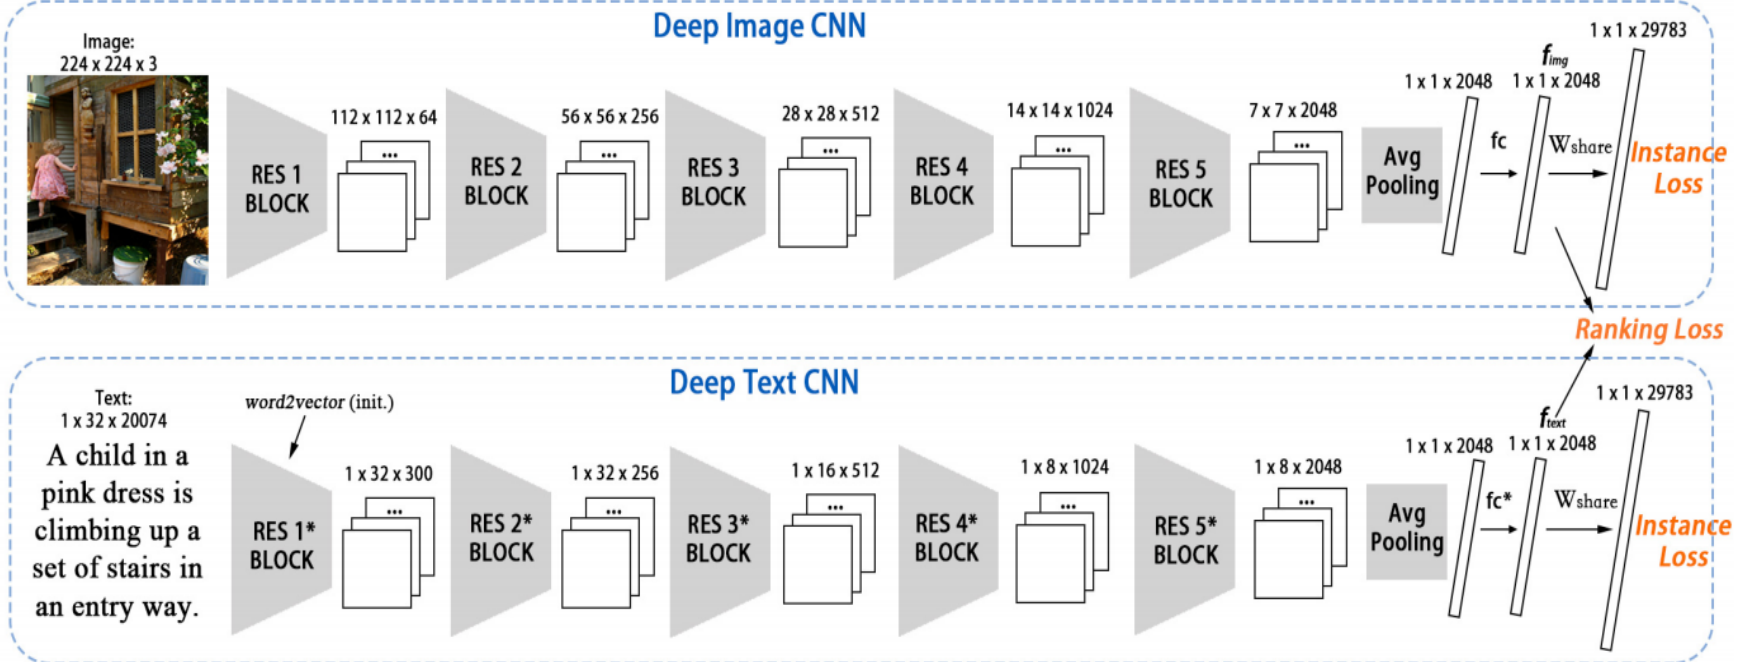 Deep Image CNN
Image:
224 x 224 x 3
RES 1
BLOCK
112 x 112 x 64
...
RES 2
BLOCK
56 x 56 x 256
...
RES 3
BLOCK
28 x 28 x 512
...
RES 4
BLOCK
14 x 14 x 1024
...
RES 5
BLOCK
7 x 7 x 2048
...
Avg
Pooling
1 x 1 x 2048
fc
fimg
1 x 1 x 2048
Wshare
1 x 1 x 29783
Instance
Loss
Ranking Loss
Deep Text CNN
Text:
1 x 32 x 20074
A child in a
pink dress is
climbing up a
set of stairs in
an entry way.
word2vector (init.)
RES 1*
BLOCK
1 x 32 x 300
...
RES 2*
BLOCK
1 x 32 x 256
...
RES 3*
BLOCK
1 x 16 x 512
...
RES 4*
BLOCK
1 x 8 x 1024
...
RES 5*
BLOCK
1 x 8 x 2048
...
Avg
Pooling
1 x 1 x 2048
fc*
ftext
1 x 1 x 2048
Wshare
1 x 1 x 29783
Instance
Loss